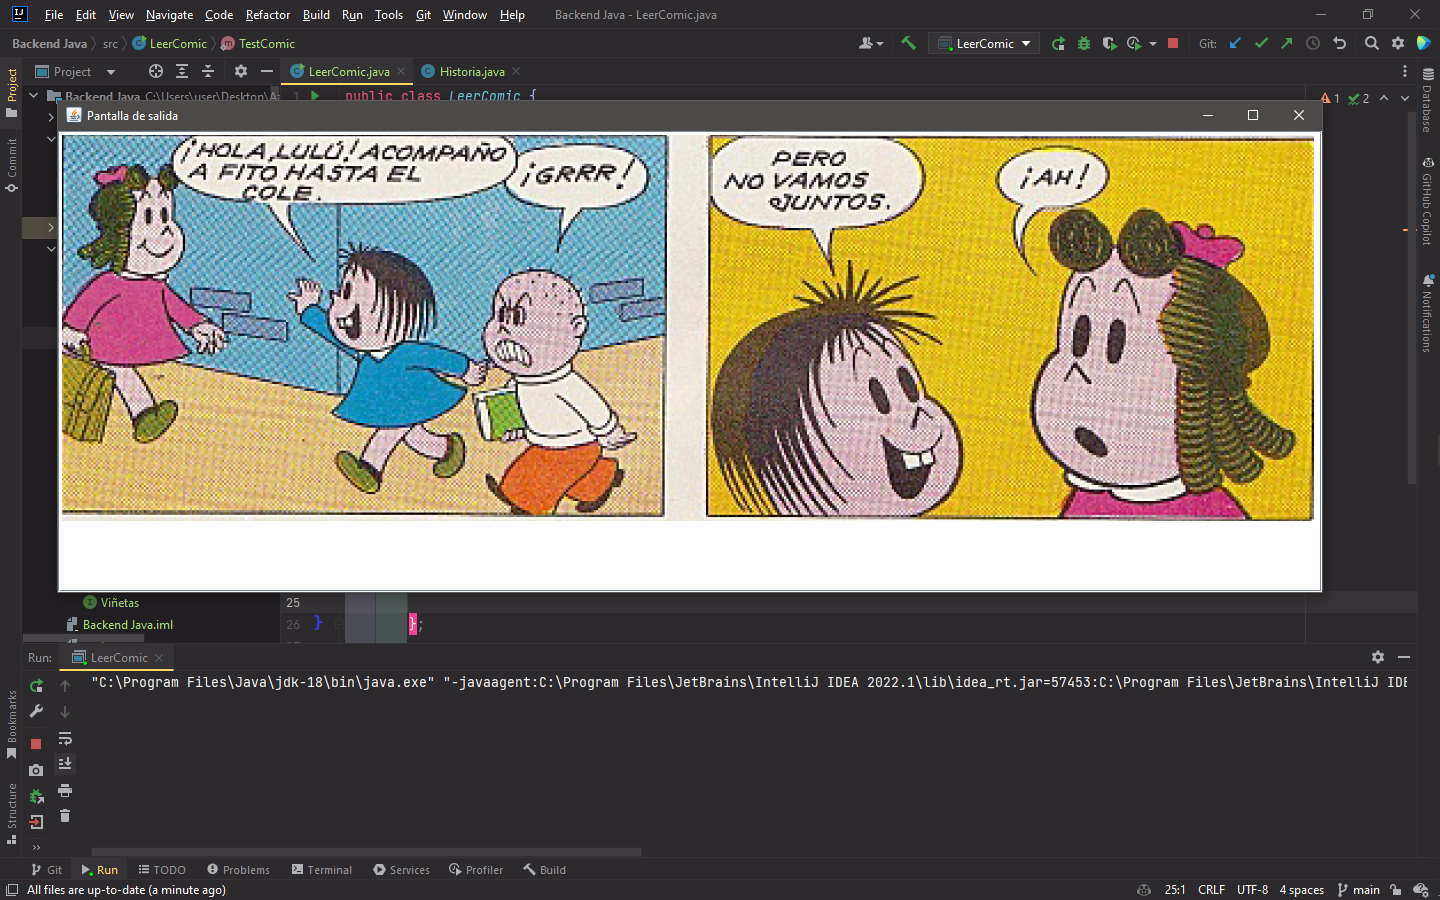 File Edit View Navigate Code Refactor Build Run Tools Git Window Help Backend Java - LeerComic.java
Backend Java src LeerComic TestComic LeerComic Git:
Project LeerComic.java Historia.java
Backend Java C:\Users\user\Desktop\A
1 public class LeerComic {
1 2
Pantalla de salida
¡HOLA, LULÚ! ACOMPAÑO
A FITO HASTA EL
COLE.
¡GRRR!
PERO
NO VAMOS
JUNTOS.
¡AH!
Viñetas
Backend Java.iml
25
26 } };
Run: LeerComic
"C:\Program Files\Java\jdk-18\bin\java.exe" "-javaagent:C:\Program Files\JetBrains\IntelliJ IDEA 2022.1\lib\idea_rt.jar=57453:C:\Program Files\JetBrains\IntelliJ IDE
Project
Commit
Bookmarks
Structure
Database
GitHub Copilot
Notifications
Git Run TODO Problems Terminal Services Profiler Build
All files are up-to-date (a minute ago) 25:1 CRLF UTF-8 4 spaces main